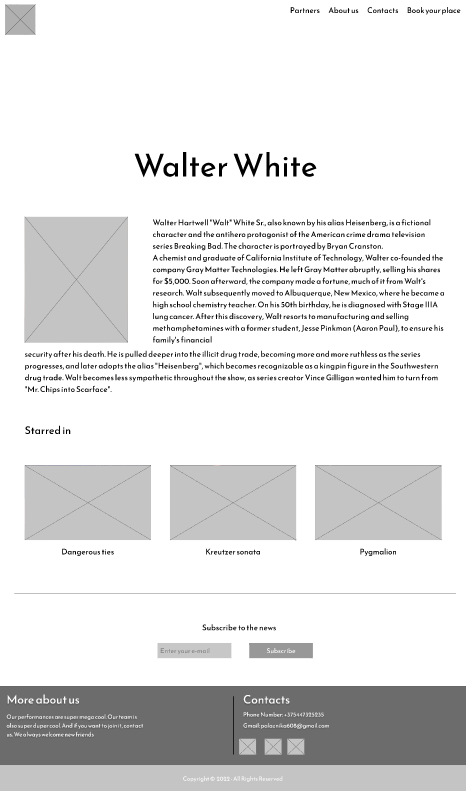 Partners About us Contacts Book your place
Walter White
Walter Hartwell "Walt" White Sr., also known by his alias Heisenberg, is a fictional
character and the antihero protagonist of the American crime drama television
series Breaking Bad. The character is portrayed by Bryan Cronston.
A chemist and graduate of California Institute of Technology, Walter co-founded the
company Gray Matter Technologies. He left Gray Matter abruptly, selling his shares
for $5,000. Soon afterward, the company made a fortune, much of it from Walt's
research. Walt subsequently moved to Albuquerque, New Mexico, where he became a
high school chemistry teacher. On his 50th birthday, he is diagnosed with Stage IIIA
lung cancer. After this discovery, Walt resorts to manufacturing and selling
methamphetamines with a former student, Jesse Pinkman (Aaron Paul), to ensure his
family's financial
security after his death. He is pulled deeper into the illicit drug trade, becoming more and more ruthless as the series
progresses, and later adopts the alias "Heisenberg", which becomes recognizable as a kingpin figure in the Southwestern
drug trade. Walt becomes less sympathetic throughout the show, as series creator Vince Gilligan wanted him to turn from
"Mr. Chips into Scarface".
Starred in
Dangerous ties Kreutzer sonata Pygmalion
Subscribe to the news
Enter your e-mail Subscribe
More about us
Our performances are super mega cool. Our team is
also super duper cool. And if you want to join it, contact
us. We always welcome new friends
Contacts
Phone Number: +375447325235
Gmail: palacnika608@gmail.com
Copyright © 2022 · All Rights Reserved